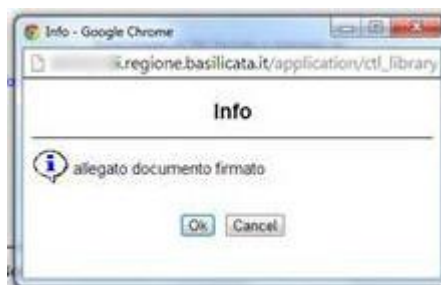 Info - Google Chrome
i.regione.basilicata.it/application/ctl_library
Info
allegato documento firmato
Ok Cancel